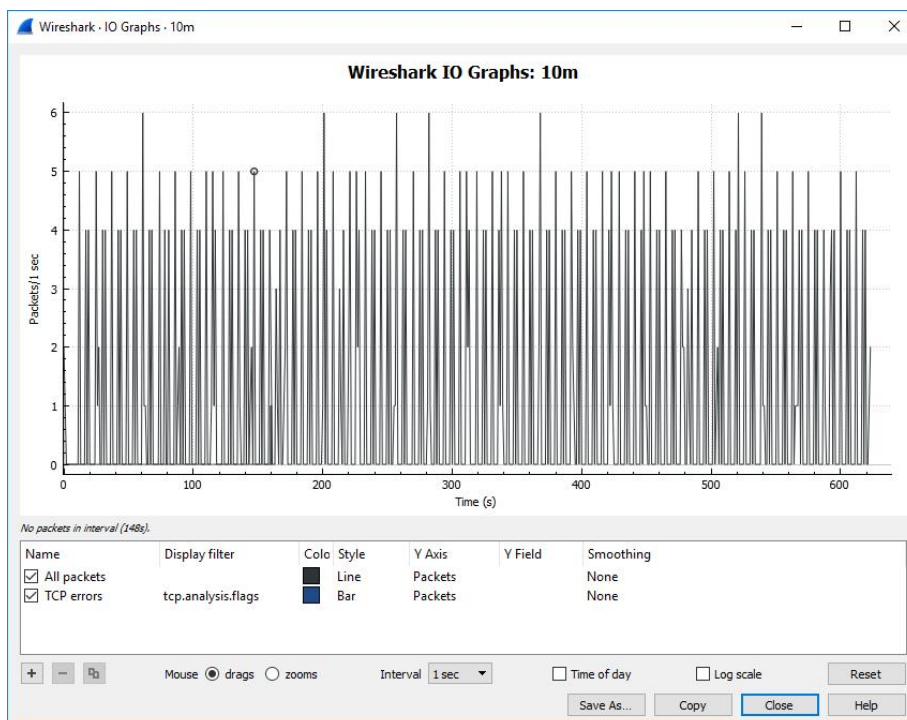 Wireshark · IO Graphs · 10m
Wireshark IO Graphs: 10m
6
5
4
3
2
1
0
Packets/1 sec
0 100 200 300 400 500 600
Time (s)
No packets in interval (148s).
Name Display filter Colo Style Y Axis Y Field Smoothing
All packets Line Packets None
TCP errors tcp.analysis.flags Bar Packets None
Mouse drags zooms Interval 1 sec Time of day Log scale Reset
Save As... Copy Close Help